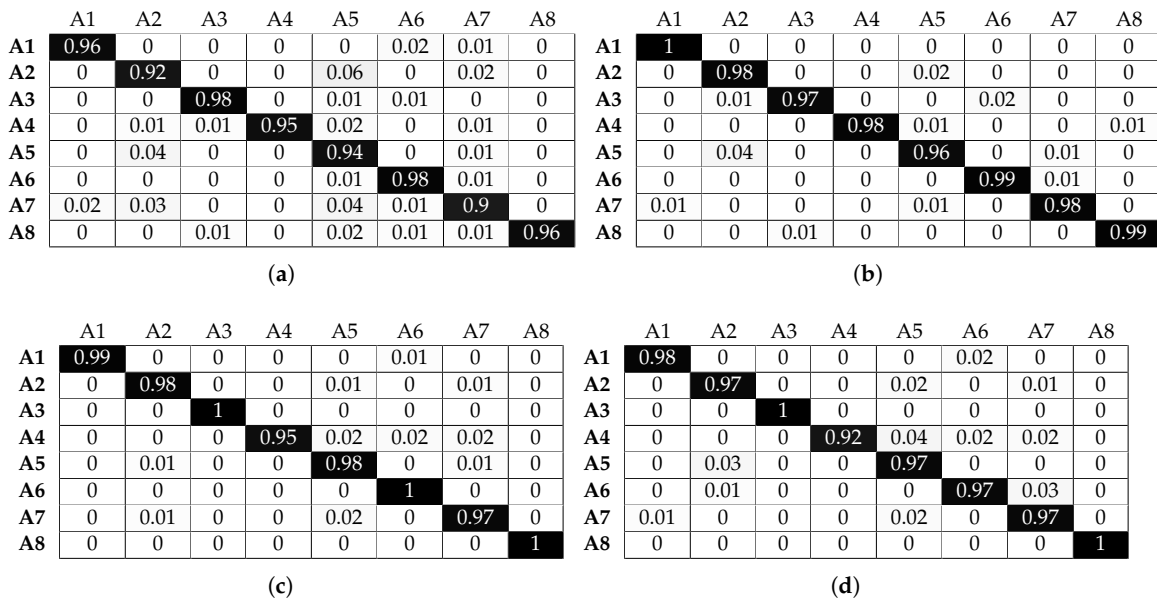 A1 A2 A3 A4 A5 A6 A7 A8
A1 0.96 0 0 0 0 0.02 0.01 0
A2 0 0.92 0 0 0.06 0 0.02 0
A3 0 0 0.98 0 0.01 0.01 0 0
A4 0 0.01 0.01 0.95 0.02 0 0.01 0
A5 0 0.04 0 0 0.94 0 0.01 0
A6 0 0 0 0 0.01 0.98 0.01 0
A7 0.02 0.03 0 0 0.04 0.01 0.9 0
A8 0 0 0.01 0 0.02 0.01 0.01 0.96
(a)
A1 A2 A3 A4 A5 A6 A7 A8
A1 1 0 0 0 0 0 0 0
A2 0 0.98 0 0 0.02 0 0 0
A3 0 0.01 0.97 0 0 0.02 0 0
A4 0 0 0 0.98 0.01 0 0 0.01
A5 0 0.04 0 0 0.96 0 0.01 0
A6 0 0 0 0 0 0.99 0.01 0
A7 0.01 0 0 0 0.01 0 0.98 0
A8 0 0 0.01 0 0 0 0 0.99
(b)
A1 A2 A3 A4 A5 A6 A7 A8
A1 0.99 0 0 0 0 0.01 0 0
A2 0 0.98 0 0 0.01 0 0.01 0
A3 0 0 1 0 0 0 0 0
A4 0 0 0 0.95 0.02 0.02 0.02 0
A5 0 0.01 0 0 0.98 0 0.01 0
A6 0 0 0 0 0 1 0 0
A7 0 0.01 0 0 0.02 0 0.97 0
A8 0 0 0 0 0 0 0 1
(c)
A1 A2 A3 A4 A5 A6 A7 A8
A1 0.98 0 0 0 0 0.02 0 0
A2 0 0.97 0 0 0.02 0 0.01 0
A3 0 0 1 0 0 0 0 0
A4 0 0 0 0.92 0.04 0.02 0.02 0
A5 0 0.03 0 0 0.97 0 0 0
A6 0 0.01 0 0 0 0.97 0.03 0
A7 0.01 0 0 0 0.02 0 0.97 0
A8 0 0 0 0 0 0 0 1
(d)